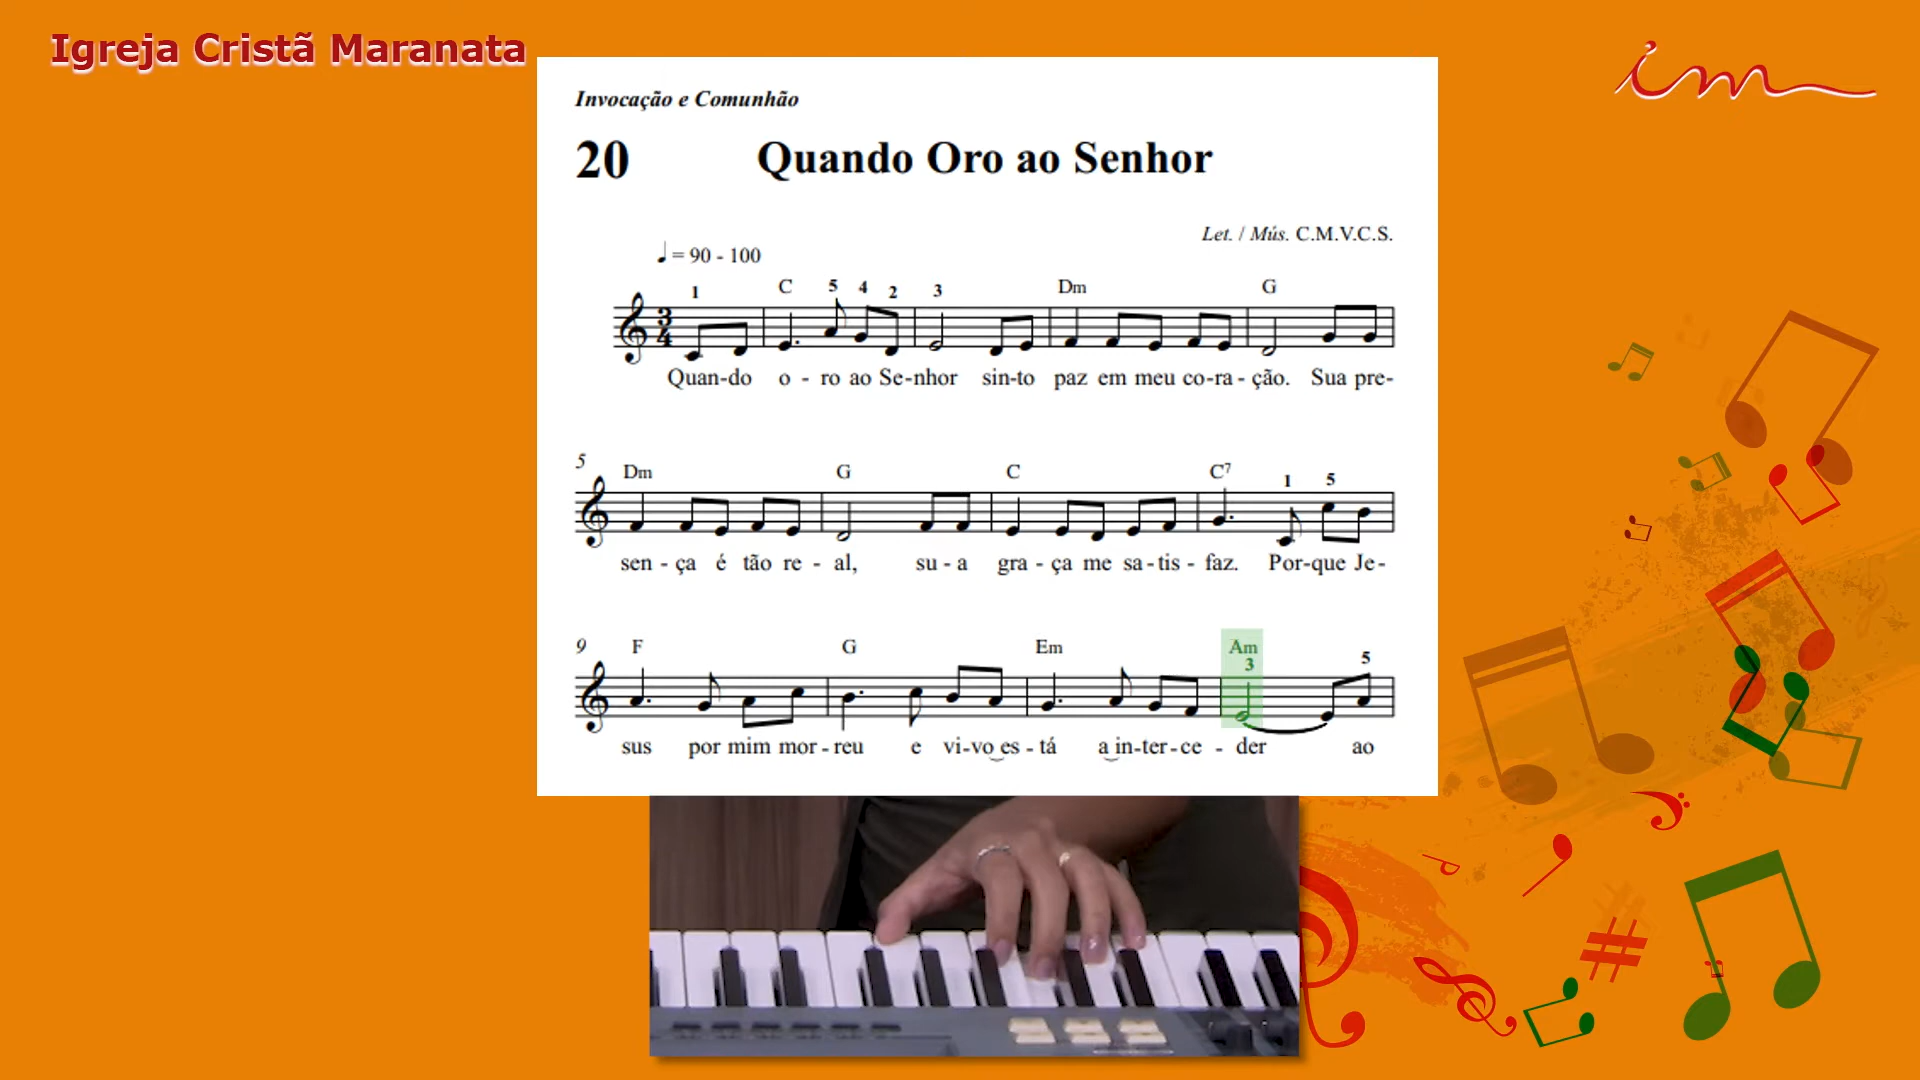 Igreja Cristã Maranata
im
Invocação e Comunhão
20 Quando Oro ao Senhor
Let. / Mús. C.M.V.C.S.
♩ = 90 - 100
1 C 5 4 2 3 Dm G
3/4
Quan-do o - ro ao Se-nhor sin-to paz em meu co-ra - ção. Sua pre-
5 Dm G C C7 1 5
sen - ça é tão re - al, su - a gra - ça me sa - tis - faz. Por-que Je-
9 F G Em Am 3 5
sus por mim mor - reu e vi-vo es - tá a in-ter-ce - der ao